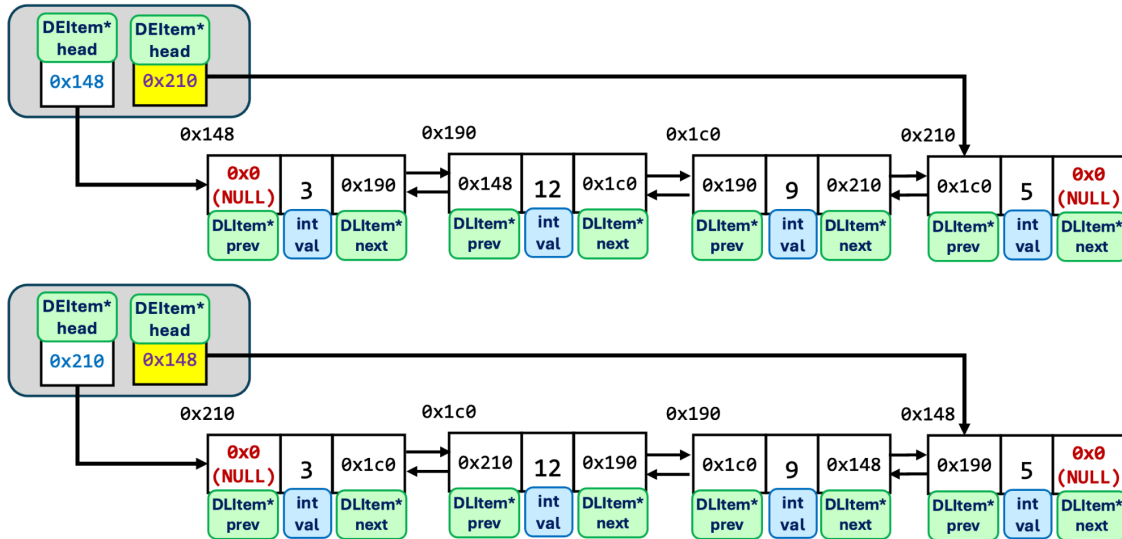 DEItem* head
DEItem* head
0x148
0x210
0x148
0x190
0x1c0
0x210
0x0 (NULL)
3
0x190
0x148
12
0x1c0
0x190
9
0x210
0x1c0
5
0x0 (NULL)
DLItem* prev
int val
DLItem* next
DLItem* prev
int val
DLItem* next
DLItem* prev
int val
DLItem* next
DLItem* prev
int val
DLItem* next
DEItem* head
DEItem* head
0x210
0x148
0x210
0x1c0
0x190
0x148
0x0 (NULL)
3
0x1c0
0x210
12
0x190
0x1c0
9
0x148
0x190
5
0x0 (NULL)
DLItem* prev
int val
DLItem* next
DLItem* prev
int val
DLItem* next
DLItem* prev
int val
DLItem* next
DLItem* prev
int val
DLItem* next